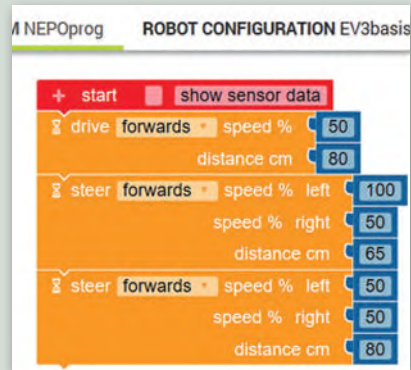 M NEPOprog ROBOT CONFIGURATION EV3basis
+ start show sensor data
drive forwards speed % 50
distance cm 80
steer forwards speed % left 100
speed % right 50
distance cm 65
steer forwards speed % left 50
speed % right 50
distance cm 80